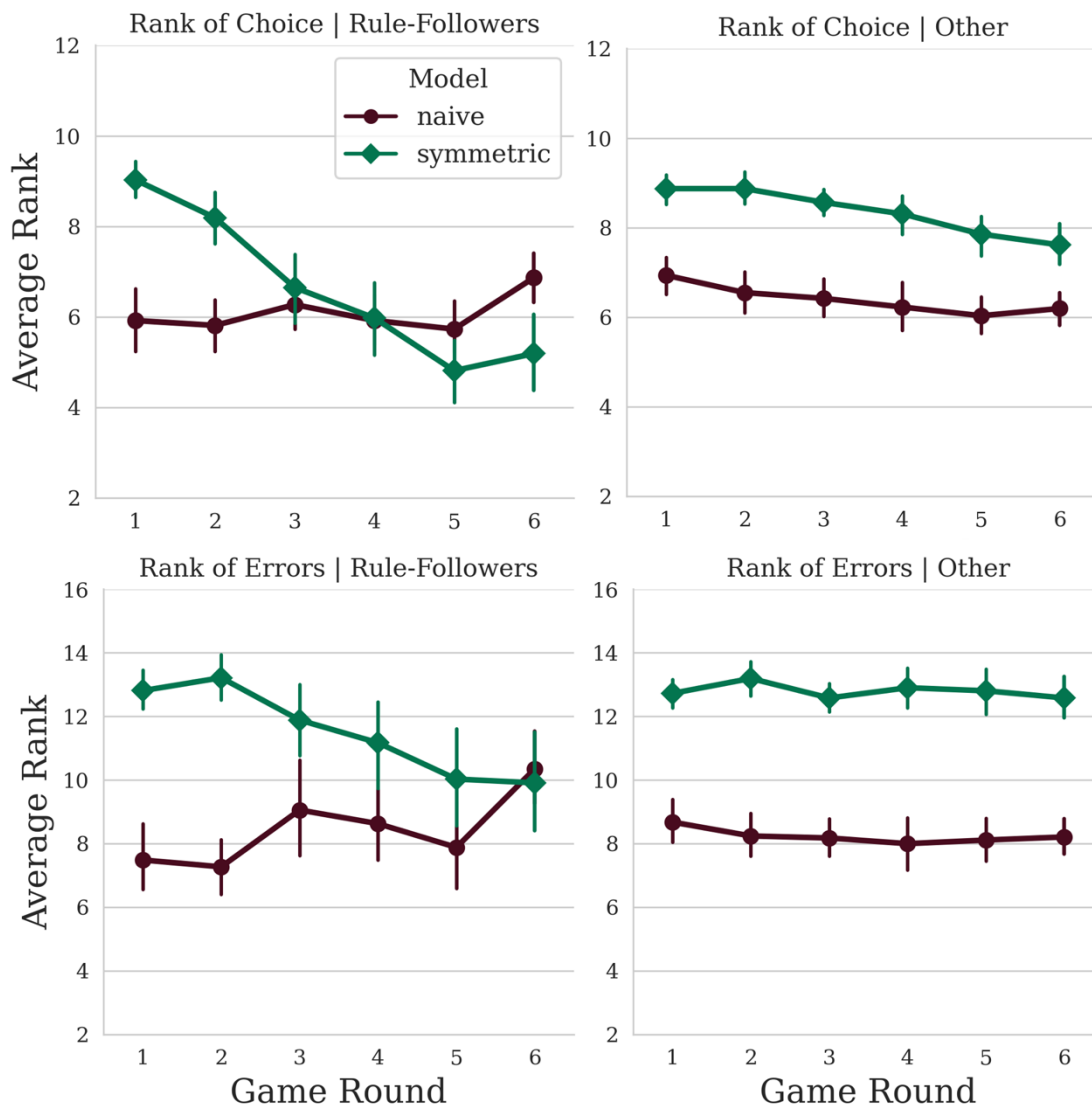 Rank of Choice | Rule-Followers
Rank of Choice | Other
12
10
8
6
4
2
Average Rank
Model
naive
symmetric
1 2 3 4 5 6
12
10
8
6
4
2
1 2 3 4 5 6
Rank of Errors | Rule-Followers
Rank of Errors | Other
16
14
12
10
8
6
4
2
Average Rank
1 2 3 4 5 6
Game Round
16
14
12
10
8
6
4
2
1 2 3 4 5 6
Game Round